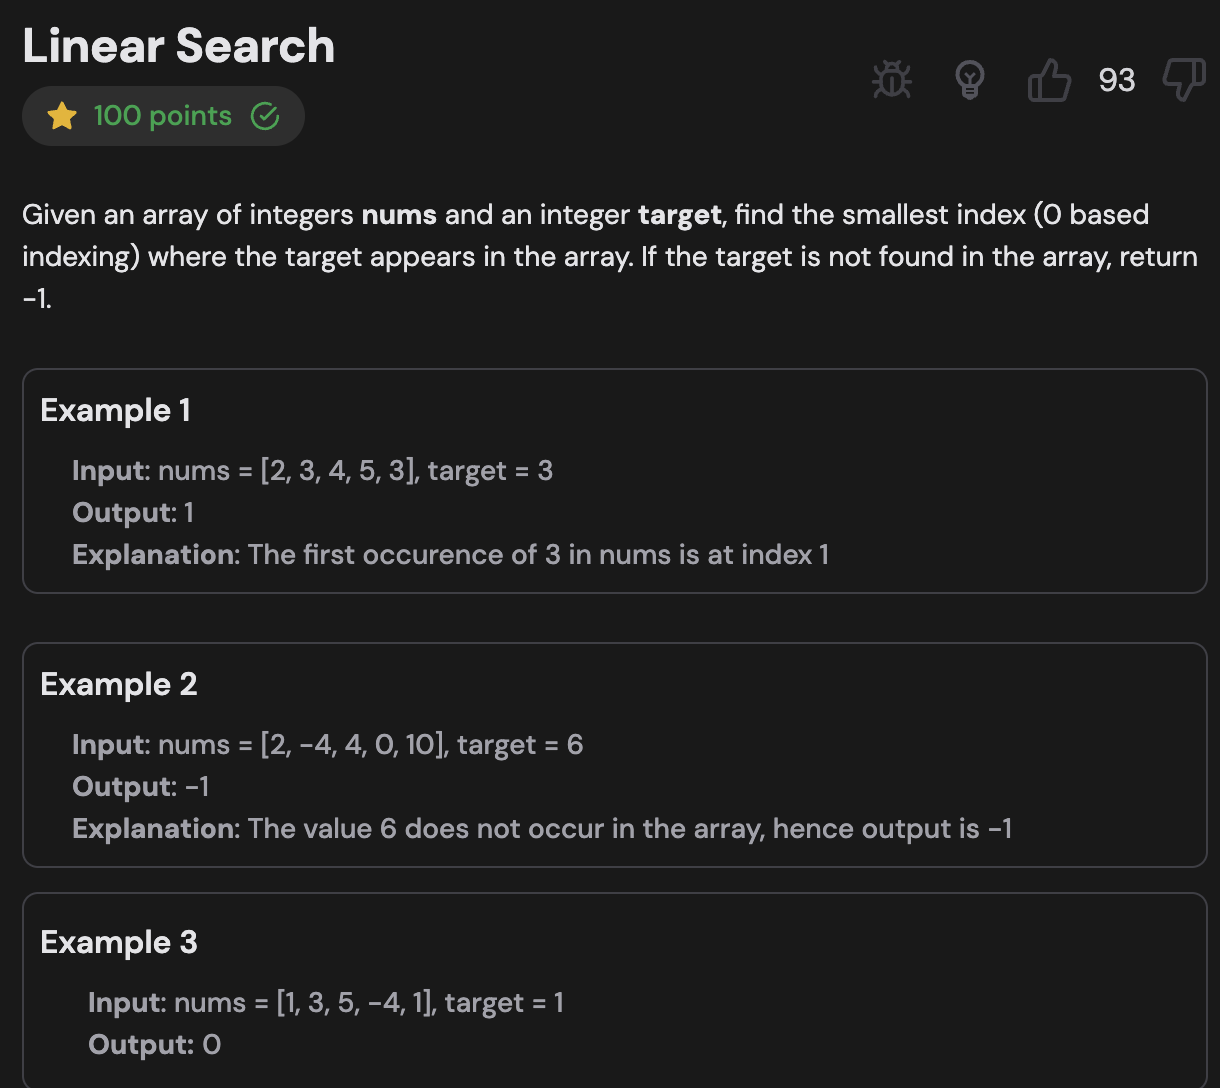 Linear Search
100 points
93
Given an array of integers nums and an integer target, find the smallest index (0 based
indexing) where the target appears in the array. If the target is not found in the array, return
-1.
Example 1
Input: nums = [2, 3, 4, 5, 3], target = 3
Output: 1
Explanation: The first occurence of 3 in nums is at index 1
Example 2
Input: nums = [2, -4, 4, 0, 10], target = 6
Output: -1
Explanation: The value 6 does not occur in the array, hence output is -1
Example 3
Input: nums = [1, 3, 5, -4, 1], target = 1
Output: 0